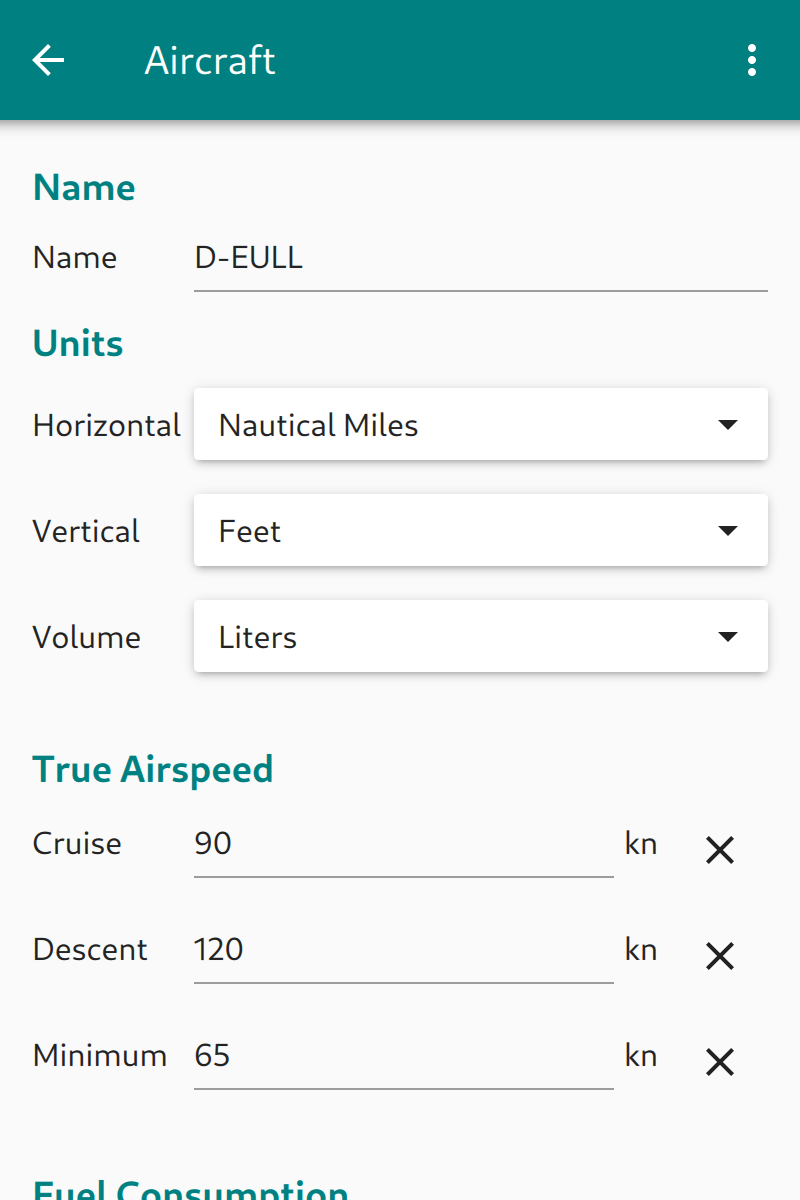 Aircraft
Name
Name D-EULL
Units
Horizontal Nautical Miles
Vertical Feet
Volume Liters
True Airspeed
Cruise 90 kn
Descent 120 kn
Minimum 65 kn
Fuel Consumption